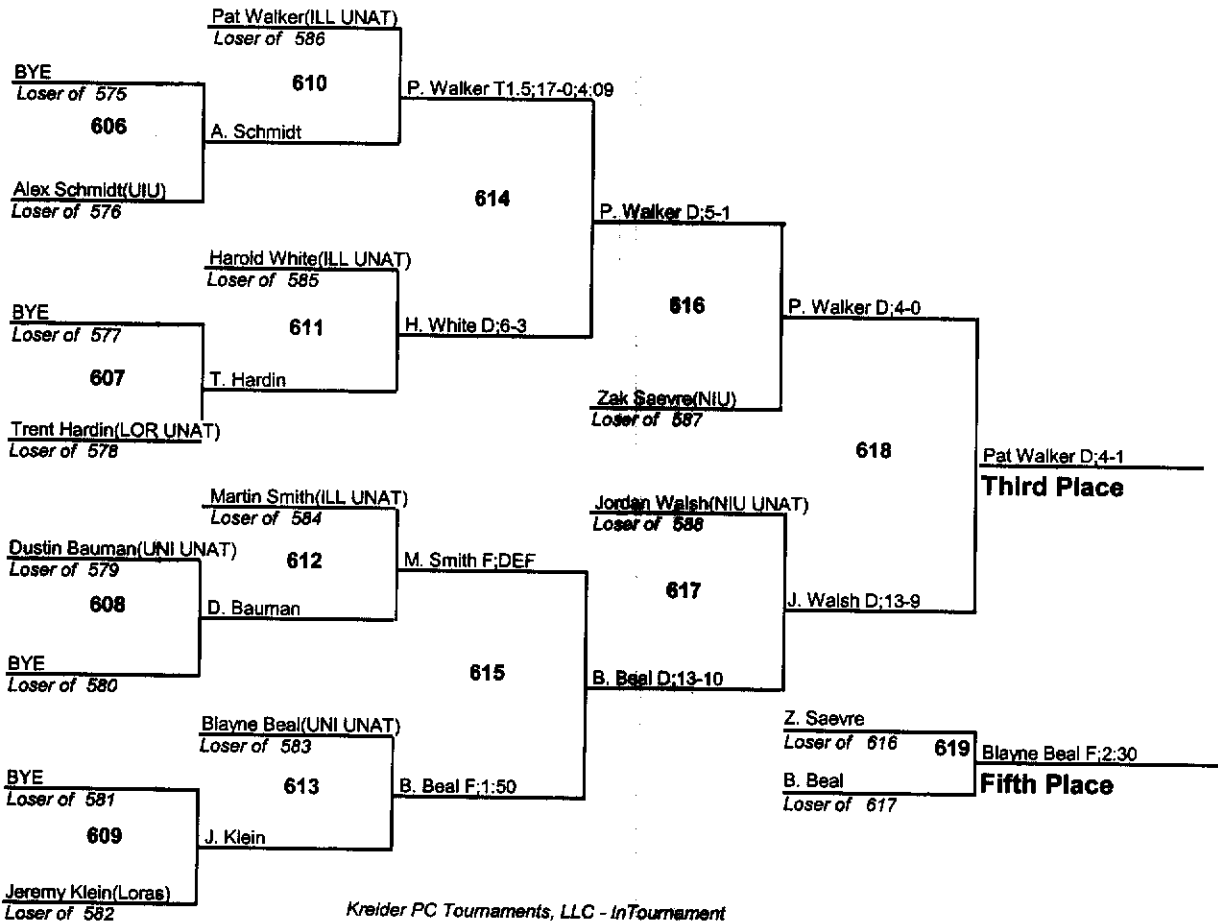 Pat Walker(ILL UNAT)
Loser of 586
BYE
Loser of 575
610
P. Walker T1.5;17-0;4:09
606
A. Schmidt
Alex Schmidt(UIU)
Loser of 576
614
P. Walker D;5-1
Harold White(ILL UNAT)
Loser of 585
BYE
Loser of 577
611
H. White D;6-3
616
P. Walker D;4-0
607
T. Hardin
Zak Saevre(NIU)
Loser of 587
Trent Hardin(LOR UNAT)
Loser of 578
618
Pat Walker D;4-1
Third Place
Martin Smith(ILL UNAT)
Loser of 584
Jordan Walsh(NIU UNAT)
Loser of 588
Dustin Bauman(UNI UNAT)
Loser of 579
612
M. Smith F;DEF
617
608
D. Bauman
J. Walsh D;13-9
BYE
Loser of 580
615
B. Beal D;13-10
Blayne Beal(UNI UNAT)
Loser of 583
Z. Saevre
Loser of 616
619
Blayne Beal F;2:30
Fifth Place
BYE
Loser of 581
613
B. Beal F;1:50
B. Beal
Loser of 617
609
J. Klein
Jeremy Klein(Loras)
Loser of 582
Kreider PC Tournaments, LLC - InTournament